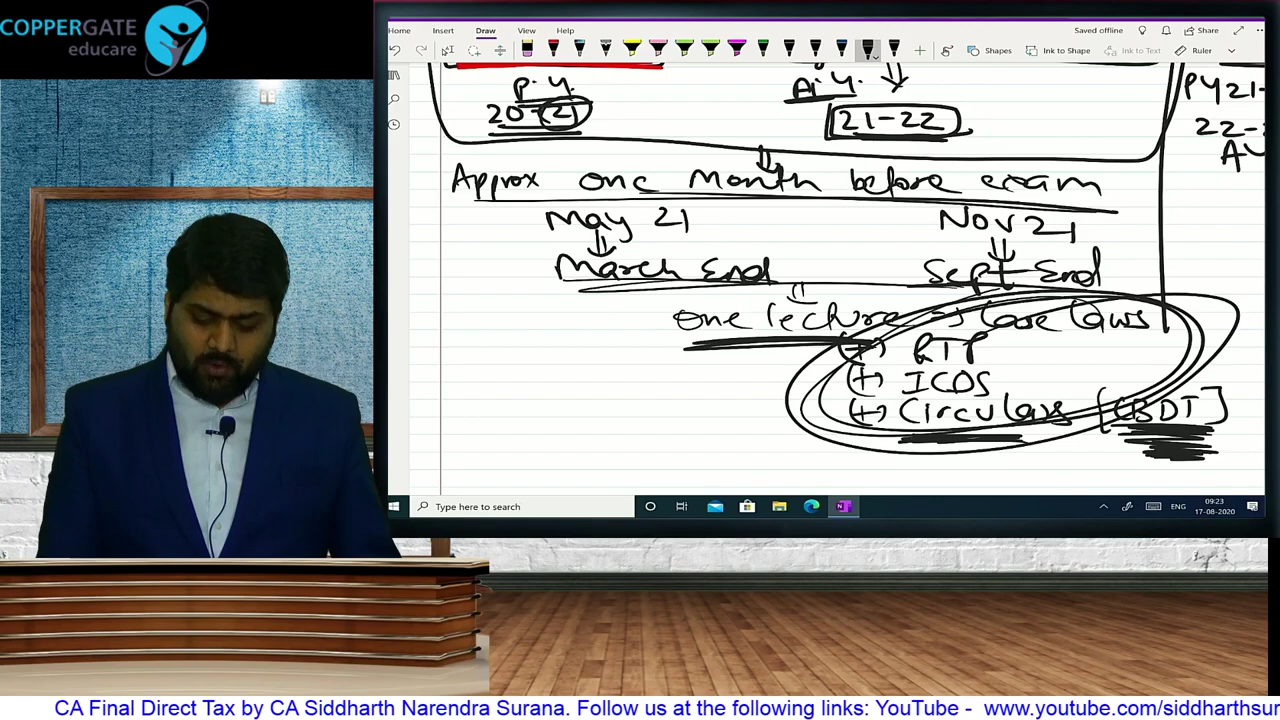 COPPERGATE
educare
Home Insert Draw View Help
Saved offline
Share
Shapes
Ink to Shape
Ink to Text
Ruler
P.Y. A.Y. PY21-
20-21 21-22 22-
Approx one month before exam
May 21 Nov 21
March End Sept End
one lecture → Case laws
(+) RTP
(+) ICDS
(+) Circulars [CBDT]
Type here to search
ENG
09:23
17-08-2020
CA Final Direct Tax by CA Siddharth Narendra Surana. Follow us at the following links: YouTube - www.youtube.com/siddharthsur